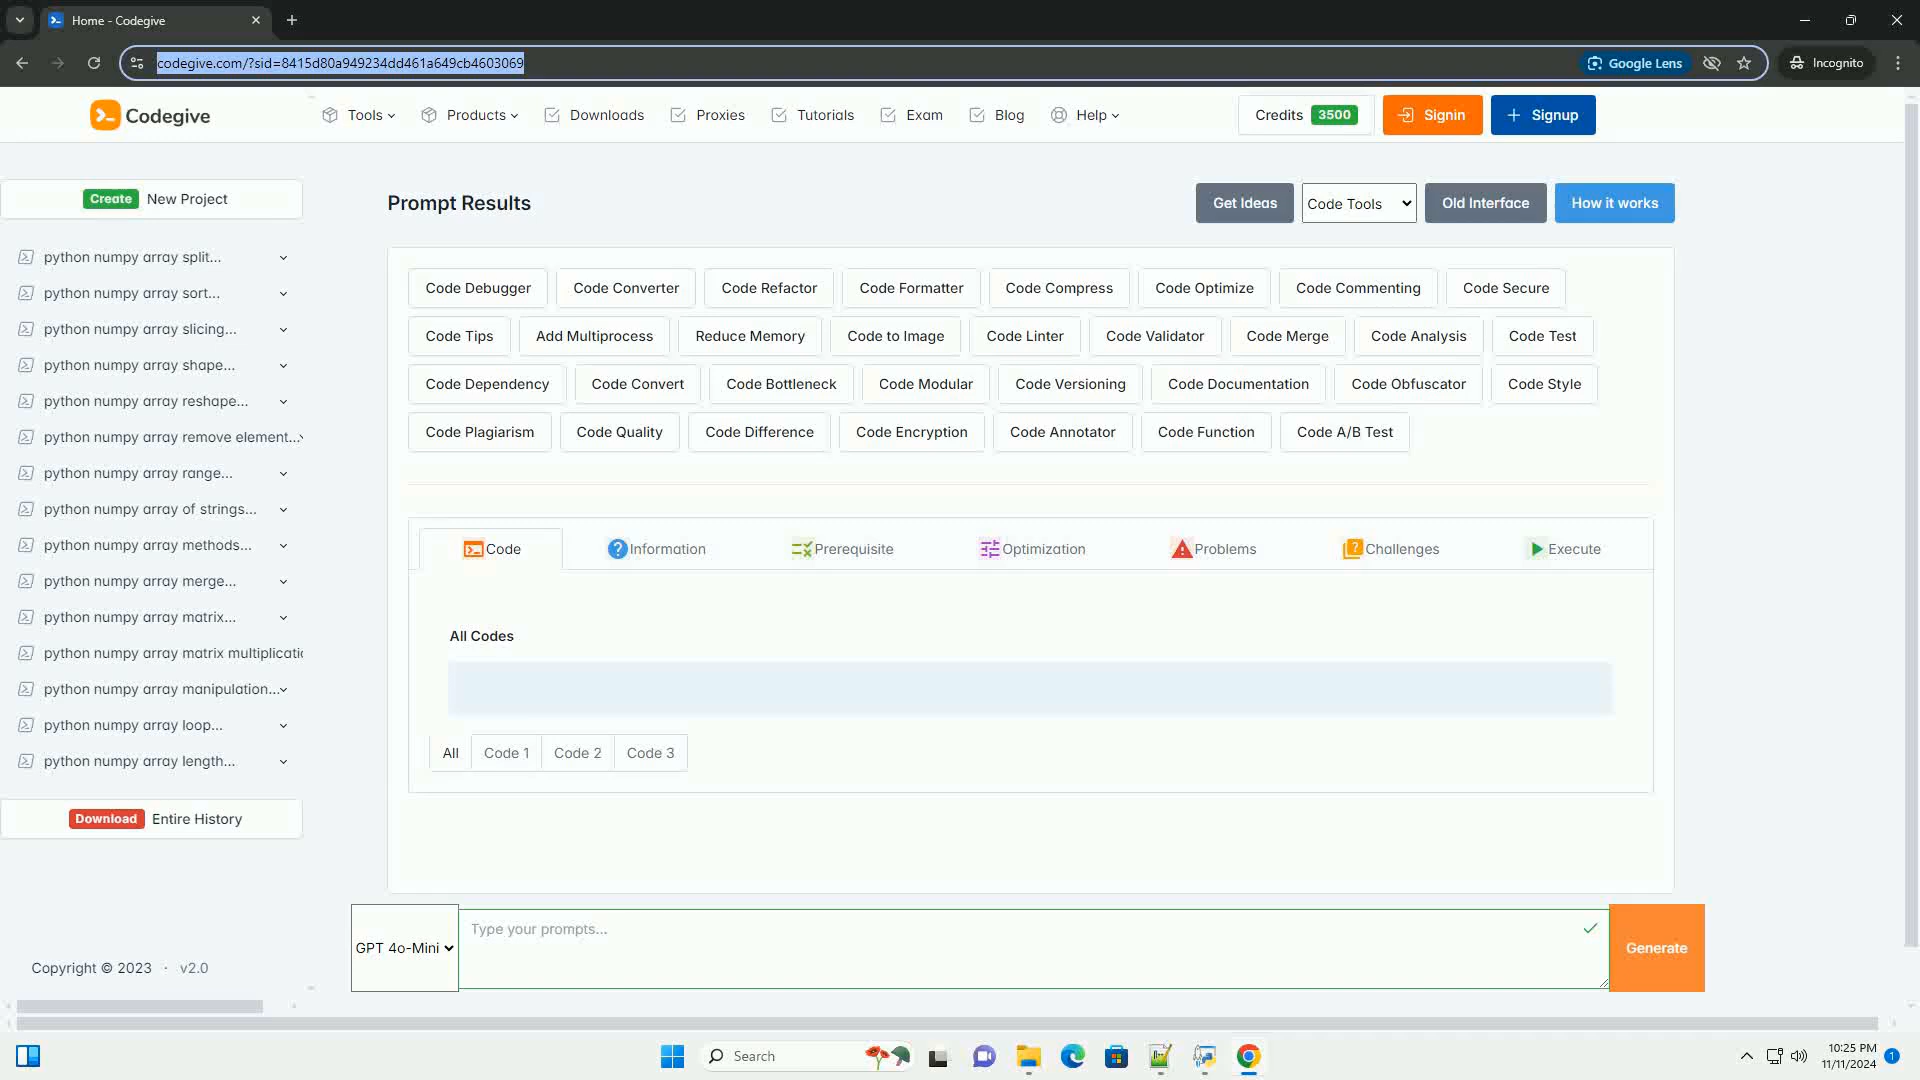 Home - Codegive
codegive.com/?sid=8415d80a949234dd461a649cb4603069
Google Lens
Incognito
Codegive
Tools
Products
Downloads
Proxies
Tutorials
Exam
Blog
Help
Credits 3500
Signin
Signup
Create New Project
python numpy array split...
python numpy array sort...
python numpy array slicing...
python numpy array shape...
python numpy array reshape...
python numpy array remove element...
python numpy array range...
python numpy array of strings...
python numpy array methods...
python numpy array merge...
python numpy array matrix...
python numpy array matrix multiplicatio
python numpy array manipulation...
python numpy array loop...
python numpy array length...
Download Entire History
Copyright © 2023 · v2.0
Prompt Results
Get Ideas
Code Tools
Old Interface
How it works
Code Debugger Code Converter Code Refactor Code Formatter Code Compress Code Optimize Code Commenting Code Secure
Code Tips Add Multiprocess Reduce Memory Code to Image Code Linter Code Validator Code Merge Code Analysis Code Test
Code Dependency Code Convert Code Bottleneck Code Modular Code Versioning Code Documentation Code Obfuscator Code Style
Code Plagiarism Code Quality Code Difference Code Encryption Code Annotator Code Function Code A/B Test
Code Information Prerequisite Optimization Problems Challenges Execute
All Codes
All Code 1 Code 2 Code 3
GPT 4o-Mini
Type your prompts...
Generate
Search
10:25 PM
11/11/2024
1